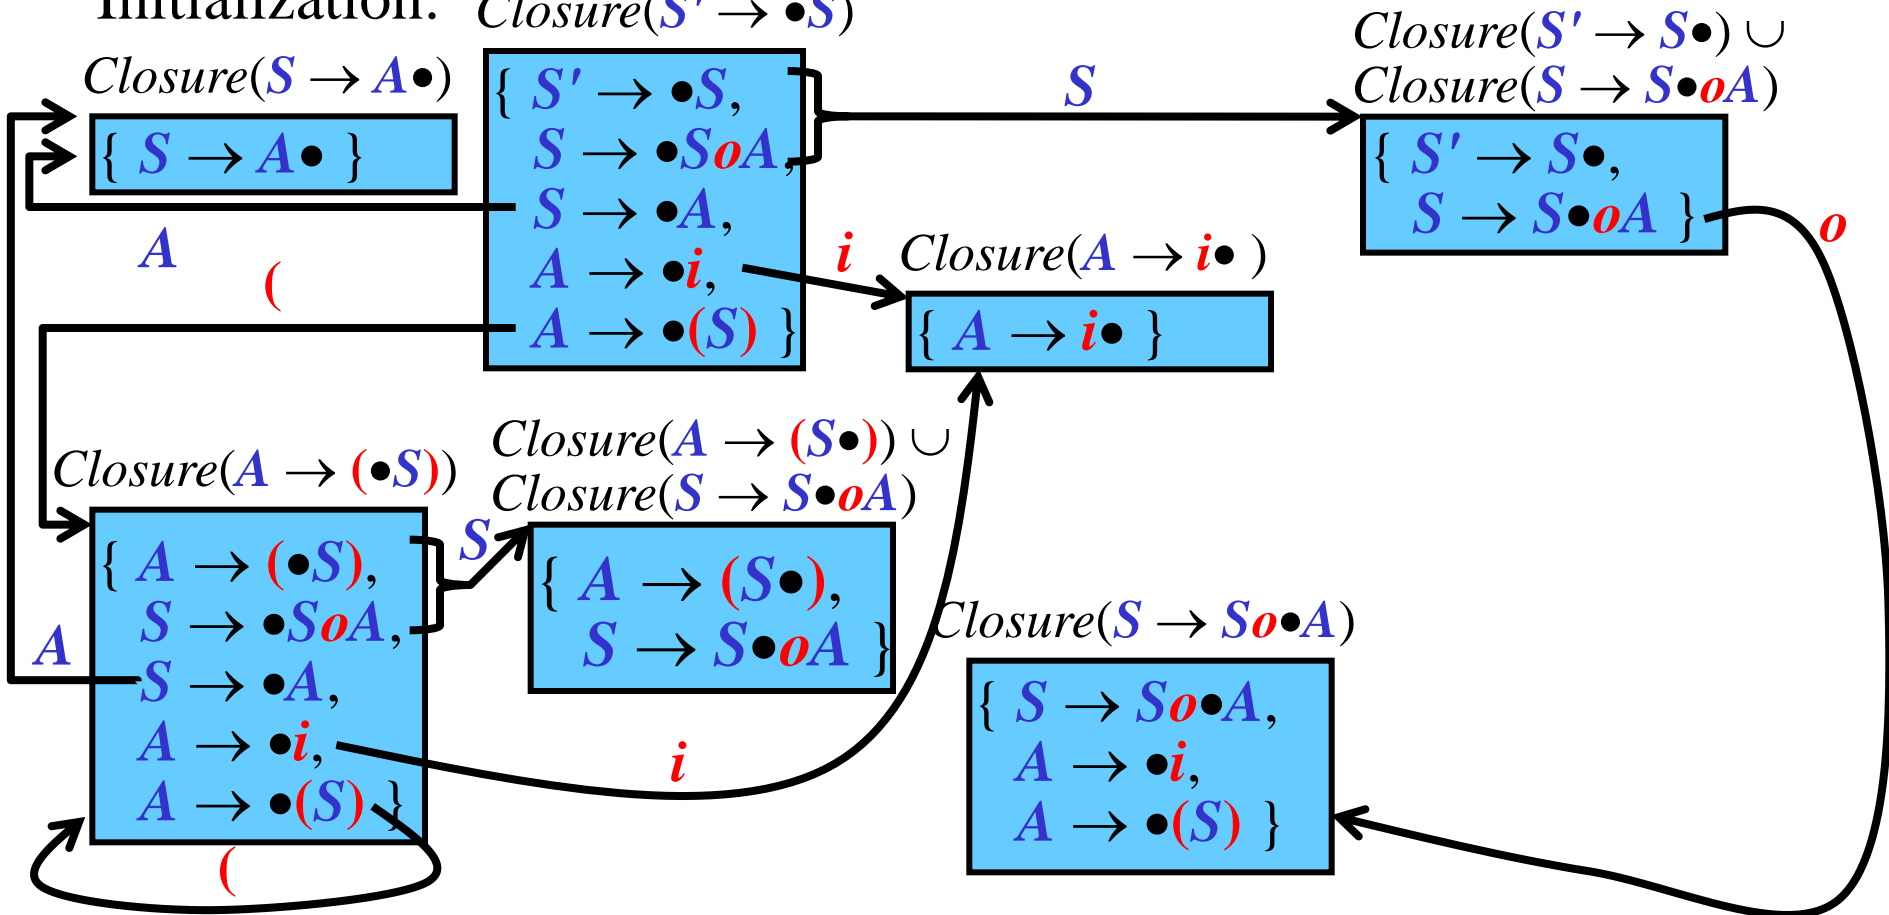 Initialization:
Closure(S′ → •S)
Closure(S → A•)
{ S → A• }
{ S′ → •S,
S → •SoA,
S → •A,
A → •i,
A → •(S) }
S
Closure(S′ → S•) ∪
Closure(S → S•oA)
{ S′ → S•,
S → S•oA }
o
A
(
i
Closure(A → i• )
{ A → i• }
Closure(A → (•S))
{ A → (•S),
S → •SoA,
S → •A,
A → •i,
A → •(S) }
A
(
S
Closure(A → (S•)) ∪
Closure(S → S•oA)
{ A → (S•),
S → S•oA }
i
Closure(S → So•A)
{ S → So•A,
A → •i,
A → •(S) }